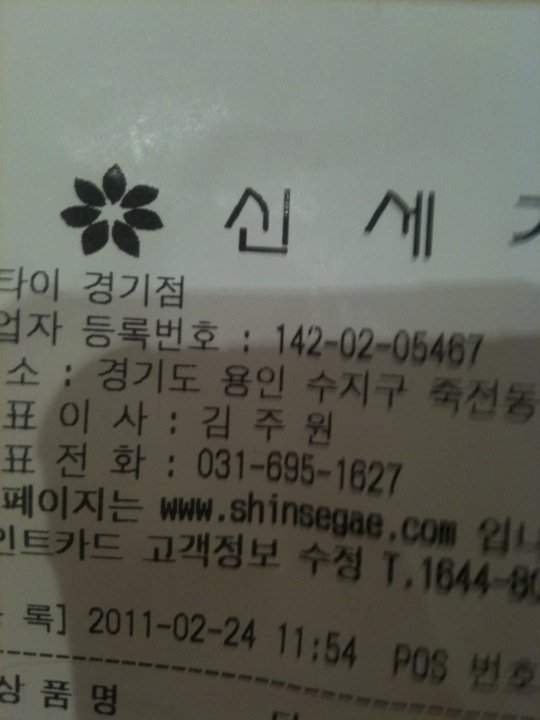 신 세
타이 경기점
업자 등록번호 : 142-02-05467
소 : 경기도 용인 수지구 죽전동
표 이 사 : 김 주 원
표 전 화 : 031-695-1627
페이지는 www.shinsegae.com 입니
인트카드 고객정보 수정 T.1644-80
록] 2011-02-24 11:54 POS 번호
상 품 명